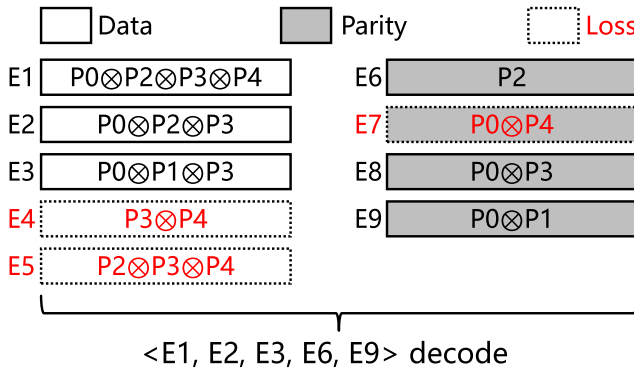 Data Parity Loss
E1 P0⊗P2⊗P3⊗P4
E2 P0⊗P2⊗P3
E3 P0⊗P1⊗P3
E4 P3⊗P4
E5 P2⊗P3⊗P4
E6 P2
E7 P0⊗P4
E8 P0⊗P3
E9 P0⊗P1
<E1, E2, E3, E6, E9> decode